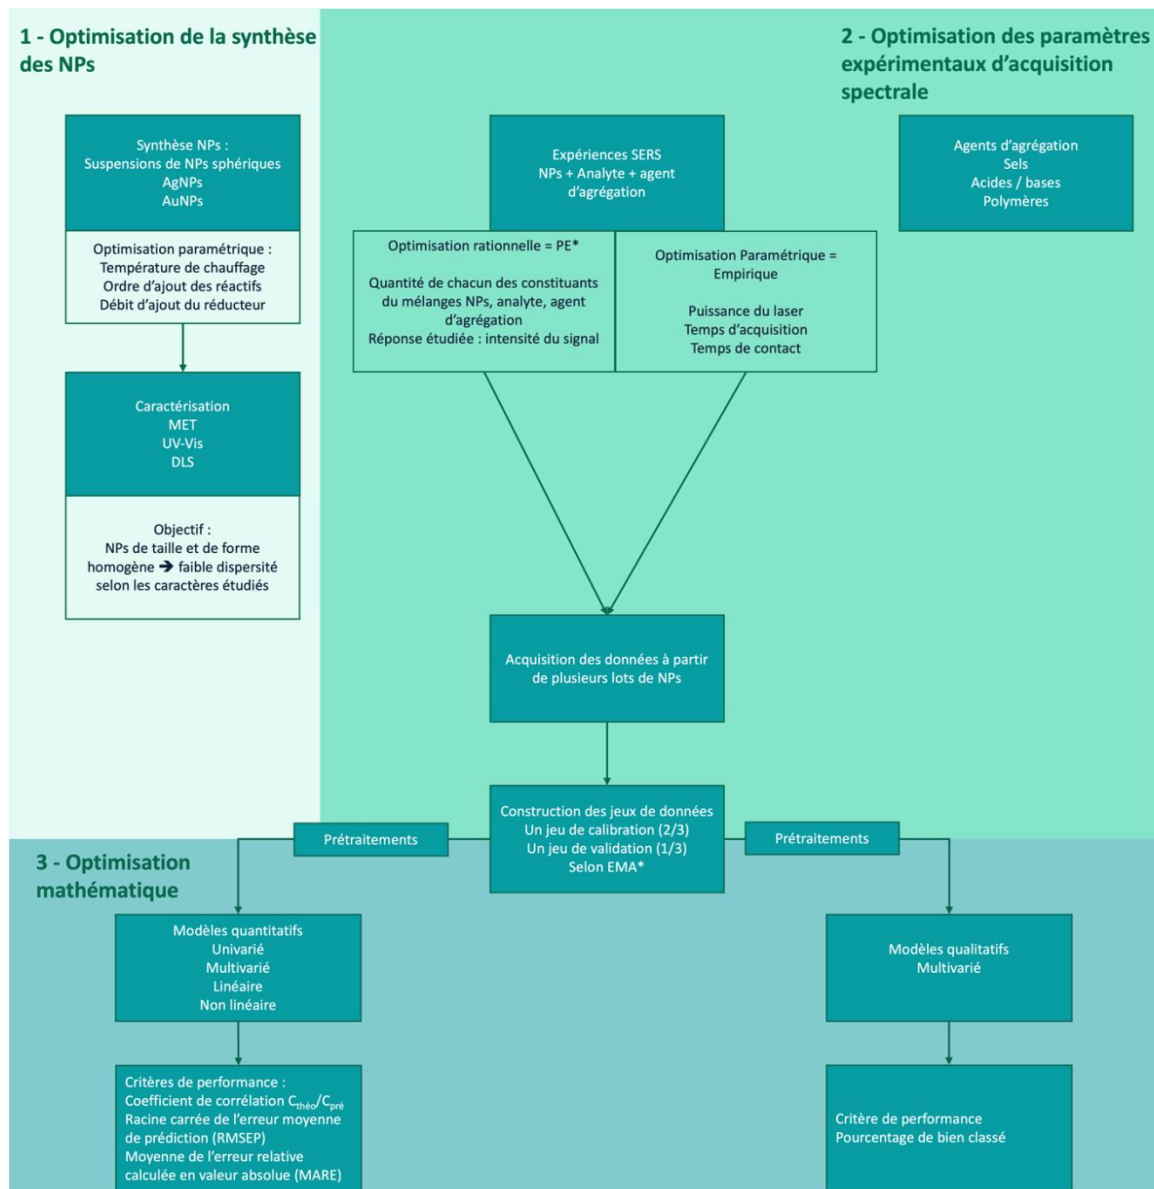 1 - Optimisation de la synthèse
des NPs
2 - Optimisation des paramètres
expérimentaux d’acquisition
spectrale
Synthèse NPs :
Suspensions de NPs sphériques
AgNPs
AuNPs
Optimisation paramétrique :
Température de chauffage
Ordre d’ajout des réactifs
Débit d’ajout du réducteur
Caractérisation
MET
UV-Vis
DLS
Objectif :
NPs de taille et de forme
homogène ➔ faible dispersité
selon les caractères étudiés
Expériences SERS
NPs + Analyte + agent
d’agrégation
Optimisation rationnelle = PE*
Quantité de chacun des constituants
du mélanges NPs, analyte, agent
d’agrégation
Réponse étudiée : intensité du signal
Optimisation Paramétrique =
Empirique
Puissance du laser
Temps d’acquisition
Temps de contact
Agents d’agrégation
Sels
Acides / bases
Polymères
Acquisition des données à partir
de plusieurs lots de NPs
Construction des jeux de données
Un jeu de calibration (2/3)
Un jeu de validation (1/3)
Selon EMA*
Prétraitements
Prétraitements
3 - Optimisation
mathématique
Modèles quantitatifs
Univarié
Multivarié
Linéaire
Non linéaire
Critères de performance :
Coefficient de corrélation Cthéo/Cpré
Racine carrée de l’erreur moyenne
de prédiction (RMSEP)
Moyenne de l’erreur relative
calculée en valeur absolue (MARE)
Modèles qualitatifs
Multivarié
Critère de performance
Pourcentage de bien classé